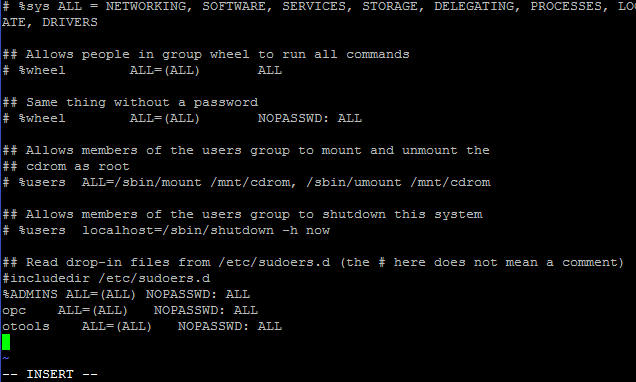 # %sys ALL = NETWORKING, SOFTWARE, SERVICES, STORAGE, DELEGATING, PROCESSES, LOC
ATE, DRIVERS
## Allows people in group wheel to run all commands
# %wheel        ALL=(ALL)       ALL
## Same thing without a password
# %wheel        ALL=(ALL)       NOPASSWD: ALL
## Allows members of the users group to mount and unmount the
## cdrom as root
# %users  ALL=/sbin/mount /mnt/cdrom, /sbin/umount /mnt/cdrom
## Allows members of the users group to shutdown this system
# %users  localhost=/sbin/shutdown -h now
## Read drop-in files from /etc/sudoers.d (the # here does not mean a comment)
#includedir /etc/sudoers.d
%ADMINS ALL=(ALL) NOPASSWD: ALL
opc    ALL=(ALL)   NOPASSWD: ALL
otools    ALL=(ALL)   NOPASSWD: ALL
~
-- INSERT --